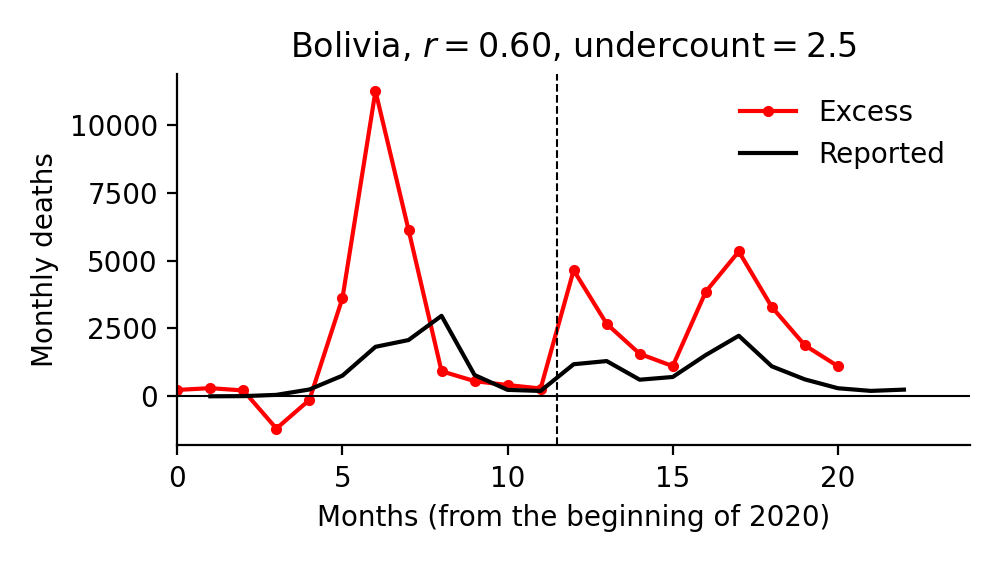 Bolivia, r = 0.60, undercount = 2.5
Excess
Reported
Monthly deaths
10000
7500
5000
2500
0
0 5 10 15 20
Months (from the beginning of 2020)